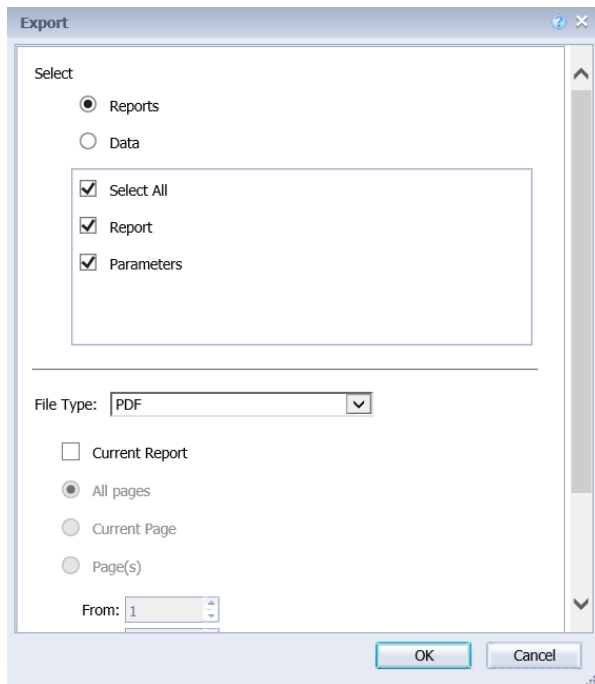 Export
Select
Reports
Data
Select All
Report
Parameters
File Type: PDF
Current Report
All pages
Current Page
Page(s)
From: 1
OK Cancel